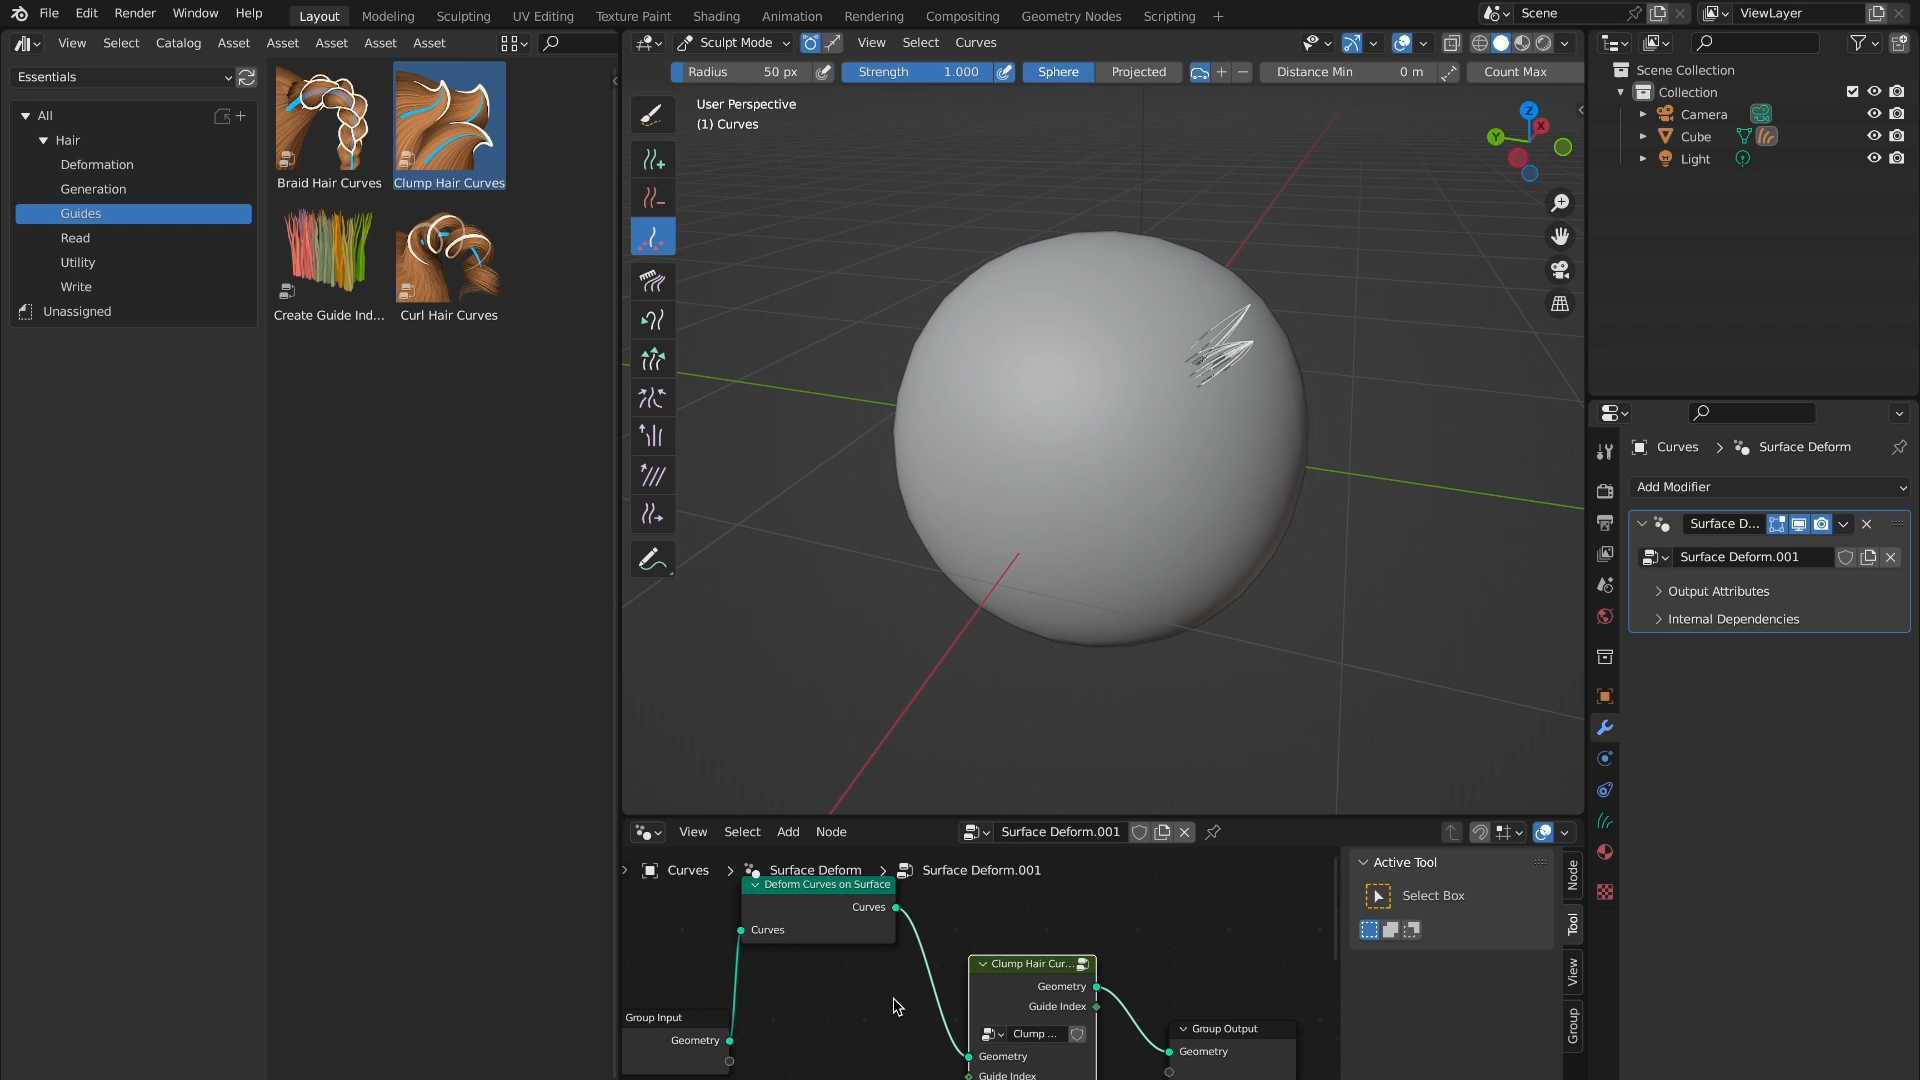 File Edit Render Window Help Layout Modeling Sculpting UV Editing Texture Paint Shading Animation Rendering Compositing Geometry Nodes Scripting + Scene ViewLayer
View Select Catalog Asset Asset Asset Asset Asset
Sculpt Mode View Select Curves
Radius 50 px Strength 1.000 Sphere Projected Distance Min 0 m Count Max
Essentials
All
Hair
Deformation
Generation
Guides
Read
Utility
Write
Unassigned
Braid Hair Curves
Clump Hair Curves
Create Guide Ind...
Curl Hair Curves
User Perspective
(1) Curves
Z
X
Y
Scene Collection
Collection
Camera
Cube
Light
Curves > Surface Deform
Add Modifier
Surface D...
Surface Deform.001
Output Attributes
Internal Dependencies
View Select Add Node Surface Deform.001
Curves > Surface Deform > Surface Deform.001
Deform Curves on Surface
Curves
Curves
Group Input
Geometry
Clump Hair Cur...
Geometry
Guide Index
Clump ...
Geometry
Guide Index
Group Output
Geometry
Active Tool
Select Box
Node
Tool
View
Group